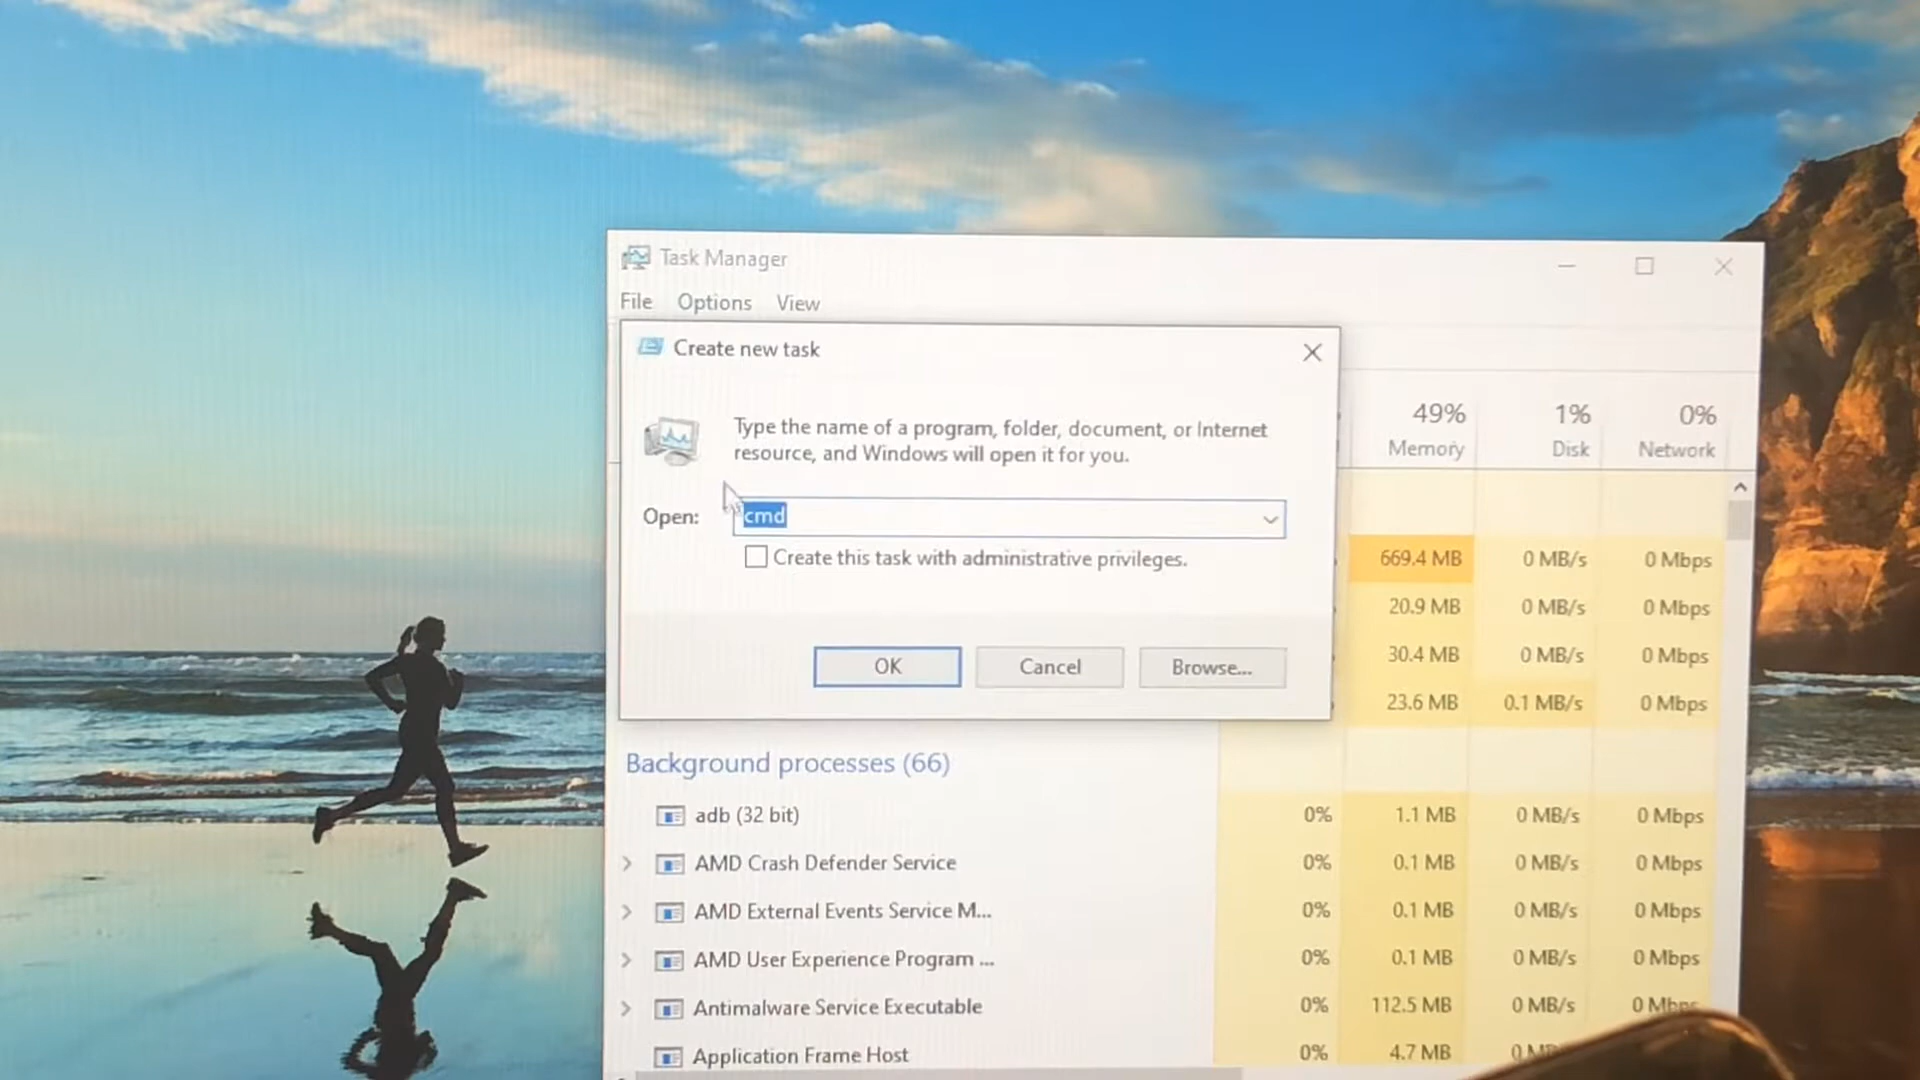 Task Manager
File Options View
Create new task
Type the name of a program, folder, document, or Internet
resource, and Windows will open it for you.
Open: cmd
Create this task with administrative privileges.
OK Cancel Browse...
49% 1% 0%
Memory Disk Network
669.4 MB 0 MB/s 0 Mbps
20.9 MB 0 MB/s 0 Mbps
30.4 MB 0 MB/s 0 Mbps
23.6 MB 0.1 MB/s 0 Mbps
Background processes (66)
adb (32 bit) 0% 1.1 MB 0 MB/s 0 Mbps
AMD Crash Defender Service 0% 0.1 MB 0 MB/s 0 Mbps
AMD External Events Service M... 0% 0.1 MB 0 MB/s 0 Mbps
AMD User Experience Program ... 0% 0.1 MB 0 MB/s 0 Mbps
Antimalware Service Executable 0% 112.5 MB 0 MB/s 0 Mbps
Application Frame Host 0% 4.7 MB 0